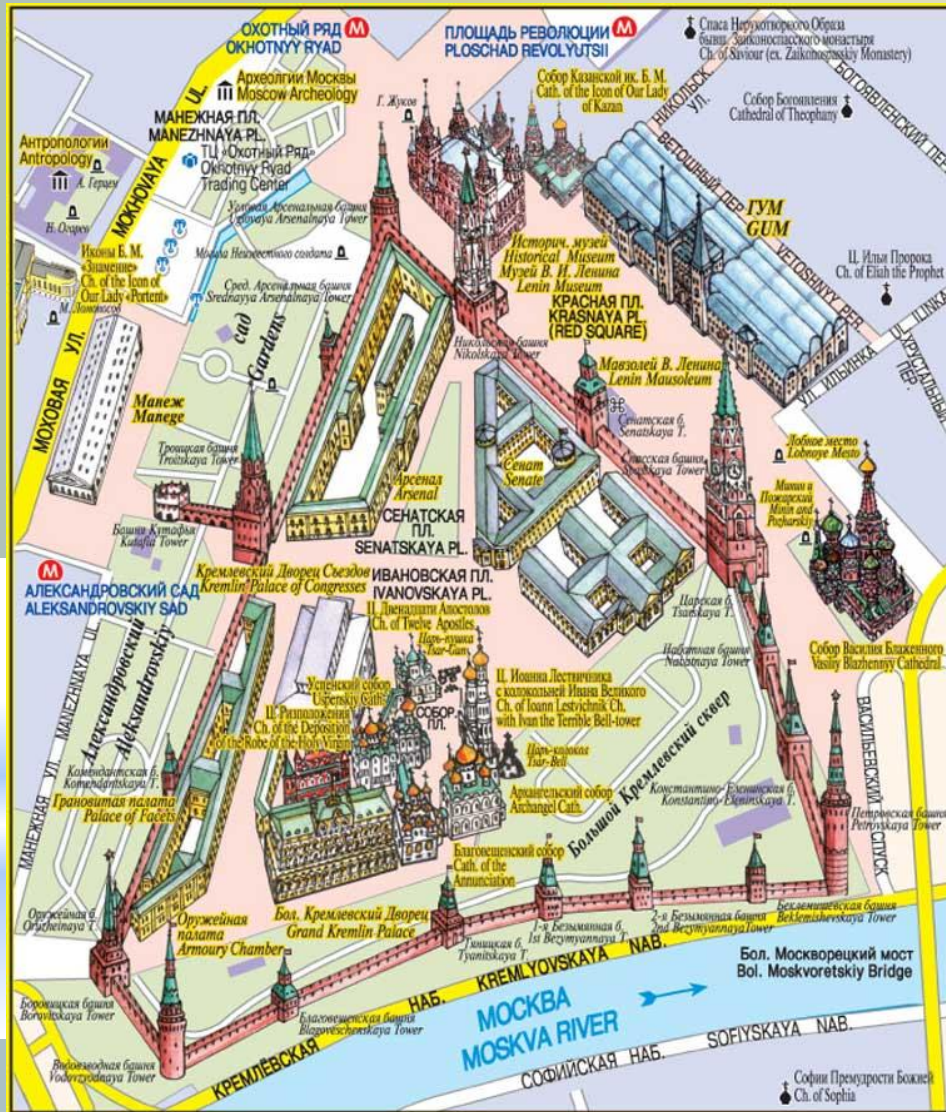 ОХОТНЫЙ РЯД
OKHOTNYY RYAD
М
ПЛОЩАДЬ РЕВОЛЮЦИИ
PLOSCHAD REVOLYUTSII
М
Спаса Нерукотворного Образа
бывш. Заиконоспасского монастыря
Ch. of Saviour (ex. Zaikonospasskiy Monastery)
Археолгии Москвы
Moscow Archeology
Г. Жуков
Собор Казанской ик. Б. М.
Cath. of the Icon of Our Lady
of Kazan
НИКОЛЬСК.
УЛ.
БОГОЯВЛЕНСКИЙ ПЕР.
Собор Богоявления
Cathedral of Theophany
МАНЕЖНАЯ ПЛ.
MANEZHNAYA PL.
Антропологии
Antropology
А. Герцен
Н. Огарев
ТЦ «Охотный Ряд»
Okhotnyy Ryad
Trading Center
MOKHOVAYA UL.
ВЕТОШНЫЙ ПЕР.
ГУМ
GUM
Угловая Арсенальная башня
Uglovaya Arsenalnaya Tower
Иконы Б. М.
«Знамение»
Ch. of the Icon of
Our Lady «Portent»
М. Ломоносов
Могила Неизвестного солдата
Сред. Арсенальная башня
Srednayya Arsenalnaya Tower
Историч. музей
Historical Museum
Музей В. И. Ленина
Lenin Museum
КРАСНАЯ ПЛ.
KRASNAYA PL.
(RED SQUARE)
Ц. Ильи Пророка
Ch. of Eliah the Prophet
VETOSHNYY PER.
УЛ. ИЛЬИНКА
UL. ILINKA
ХРУСТАЛЬНЫЙ
ПЕР.
сад
Gardens
Никольская башня
Nikolskaya Tower
Мавзолей В. Ленина
Lenin Mausoleum
МОХОВАЯ УЛ.
Манеж
Manege
Троицкая башня
Troitskaya Tower
Сенатская б.
Senatskaya T.
Спасская башня
Spasskaya Tower
Лобное место
Lobnoye Mesto
Арсенал
Arsenal
Сенат
Senate
Минин и
Пожарский
Minin and
Pozharskiy
Башня Кутафья
Kutafia Tower
СЕНАТСКАЯ
ПЛ.
SENATSKAYA PL.
М
АЛЕКСАНДРОВСКИЙ САД
ALEKSANDROVSKIY SAD
Кремлевский Дворец Съездов
Kremlin Palace of Congresses
ИВАНОВСКАЯ ПЛ.
IVANOVSKAYA PL.
Царская б.
Tsarskaya T.
Ц. Двенадцати Апостолов
Ch. of Twelve Apostles
Царь-пушка
Tsar-Gun
Набатная башня
Nabatnaya Tower
Собор Василия Блаженного
Vasiliy Blazhennyy Cathedral
Александровский
Aleksandrovskiy
УЛ. MANEZHNAYA UL.
МАНЕЖНАЯ
Успенский собор
Uspenskiy Cath.
СОБОР.
ПЛ.
Ц. Иоанна Лествичника
с колокольней Ивана Великого
Ch. of Ioann Lestvichnik Ch.
with Ivan the Terrible Bell-tower
Ц. Ризположения
Ch. of the Deposition
of the Robe of the Holy Virgin
Царь-колокол
Tsar-Bell
Большой Кремлевский сквер
ВАСИЛЬЕВСКИЙ
СПУСК
Комендантская б.
Komendantskaya T.
Грановитая палата
Palace of Facets
Архангельский собор
Archangel Cath.
Константино-Еленинская б.
Konstantino-Eleninskaya T.
Петровская башня
Petrovskaya Tower
Благовещенский собор
Cath. of the
Annunciation
Оружейная б.
Oruzheinaya T.
Оружейная
палата
Armoury Chamber
Бол. Кремлевский Дворец
Grand Kremlin Palace
Тяницкая б.
Tyanitskaya T.
1-я Безымянная б.
1st Bezymyannaya T.
2-я Безымянная башня
2nd Bezymyannaya Tower
Беклемишевская башня
Beklemishevskaya Tower
Боровицкая башня
Borovitskaya Tower
Благовещенская башня
Blagoveschenskaya Tower
Бол. Москворецкий мост
Bol. Moskvoretskiy Bridge
КРЕМЛЁВСКАЯ НАБ. KREMLYOVSKAYA NAB.
МОСКВА
MOSKVA RIVER
СОФИЙСКАЯ НАБ. SOFIYSKAYA NAB.
Водовзводная башня
Vodovzvodnaya Tower
Софии Премудрости Божией
Ch. of Sophia